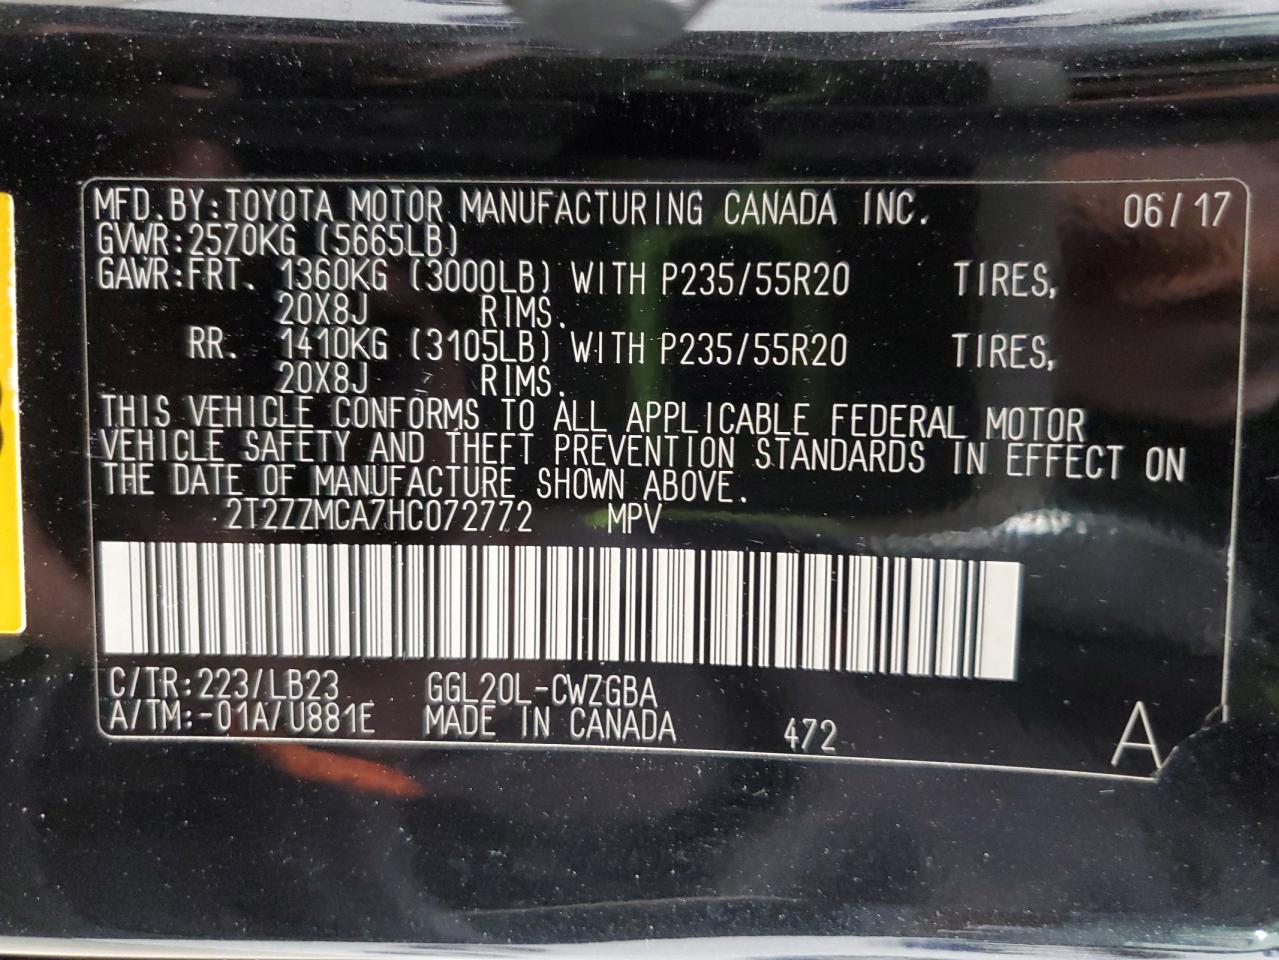 MFD.BY:TOYOTA MOTOR MANUFACTURING CANADA INC. 06/17
GVWR:2570KG (5665LB)
GAWR:FRT. 1360KG (3000LB) WITH P235/55R20 TIRES,
20X8J RIMS.
RR. 1410KG (3105LB) WITH P235/55R20 TIRES,
20X8J RIMS.
THIS VEHICLE CONFORMS TO ALL APPLICABLE FEDERAL MOTOR
VEHICLE SAFETY AND THEFT PREVENTION STANDARDS IN EFFECT ON
THE DATE OF MANUFACTURE SHOWN ABOVE.
2T2ZZMCA7HC072772 MPV
C/TR:223/LB23 GGL20L-CWZGBA
A/TM:-01A/U881E MADE IN CANADA 472 A